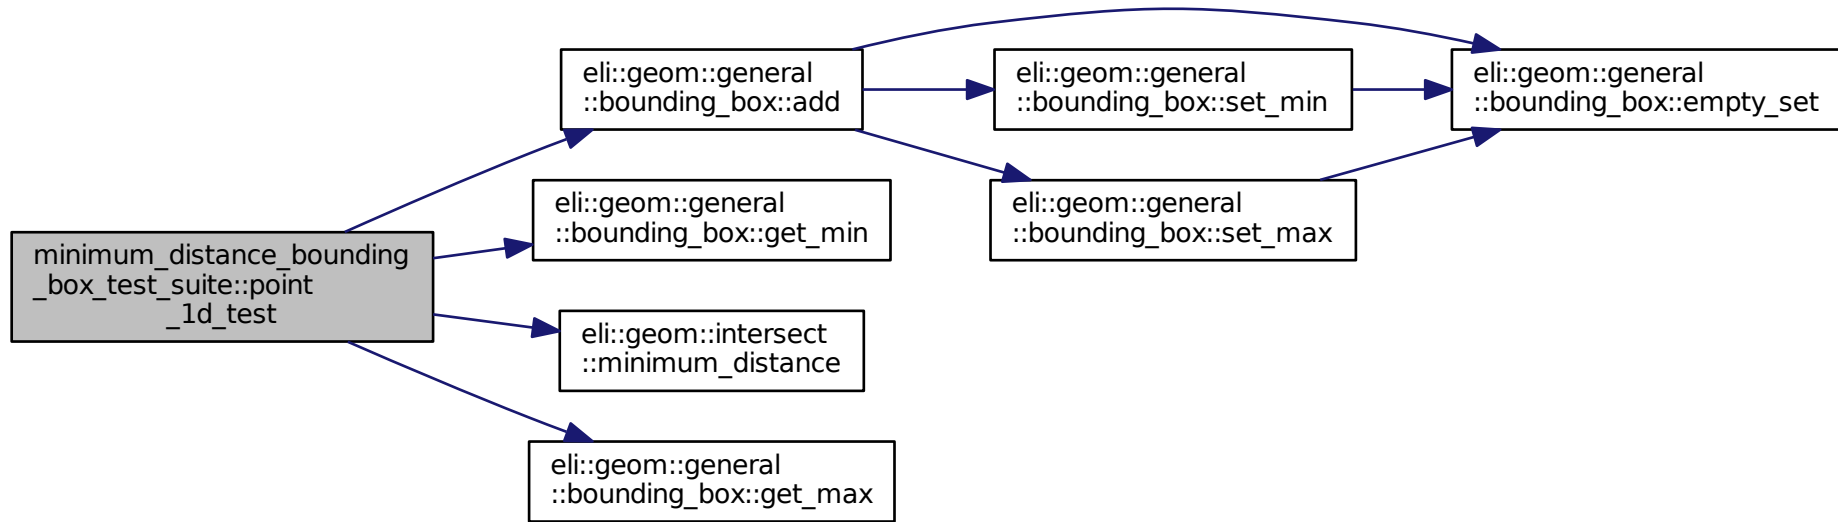 minimum_distance_bounding
_box_test_suite::point
_1d_test
eli::geom::general
::bounding_box::add
eli::geom::general
::bounding_box::get_min
eli::geom::intersect
::minimum_distance
eli::geom::general
::bounding_box::get_max
eli::geom::general
::bounding_box::set_min
eli::geom::general
::bounding_box::set_max
eli::geom::general
::bounding_box::empty_set